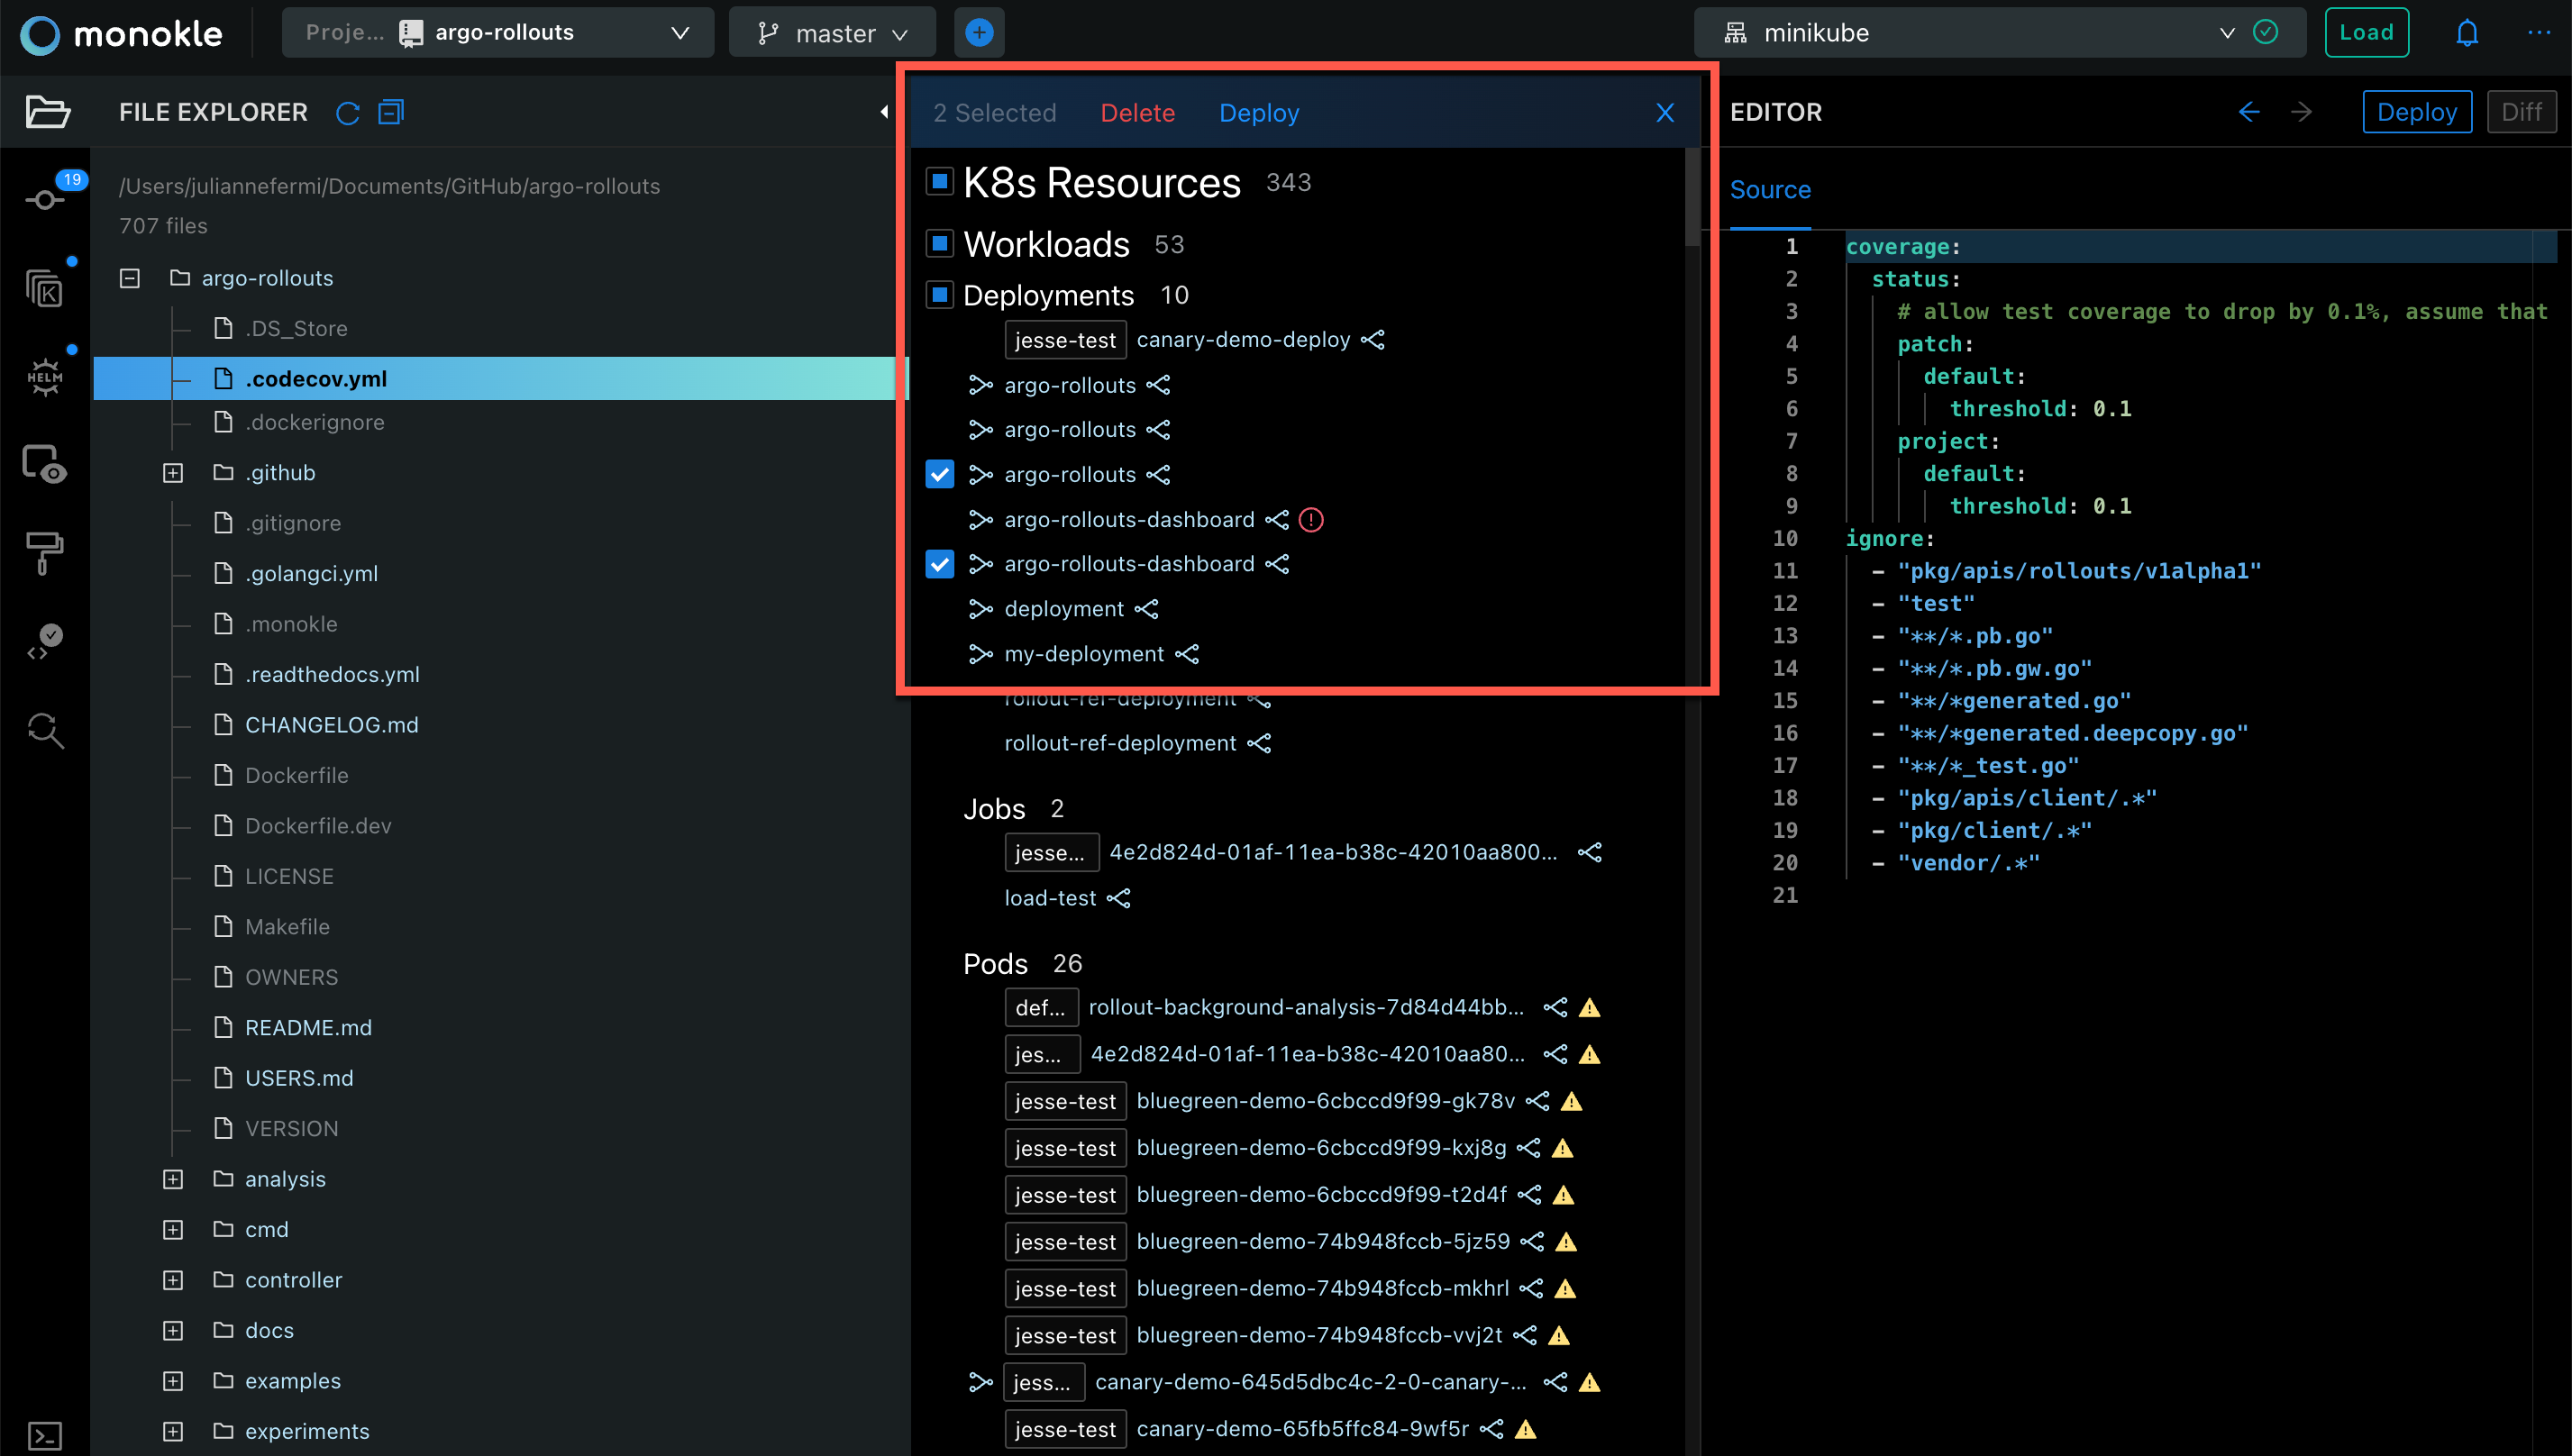 monokle
Proje... argo-rollouts
master
minikube
Load
FILE EXPLORER
19
K
HELM
/Users/juliannefermi/Documents/GitHub/argo-rollouts
707 files
argo-rollouts
.DS_Store
.codecov.yml
.dockerignore
.github
.gitignore
.golangci.yml
.monokle
.readthedocs.yml
CHANGELOG.md
Dockerfile
Dockerfile.dev
LICENSE
Makefile
OWNERS
README.md
USERS.md
VERSION
analysis
cmd
controller
docs
examples
experiments
2 Selected Delete Deploy X
K8s Resources 343
Workloads 53
Deployments 10
jesse-test canary-demo-deploy
argo-rollouts
argo-rollouts
argo-rollouts
argo-rollouts-dashboard
argo-rollouts-dashboard
deployment
my-deployment
rollout-ref-deployment
rollout-ref-deployment
Jobs 2
jesse... 4e2d824d-01af-11ea-b38c-42010aa800...
load-test
Pods 26
def... rollout-background-analysis-7d84d44bb...
jes... 4e2d824d-01af-11ea-b38c-42010aa80...
jesse-test bluegreen-demo-6cbccd9f99-gk78v
jesse-test bluegreen-demo-6cbccd9f99-kxj8g
jesse-test bluegreen-demo-6cbccd9f99-t2d4f
jesse-test bluegreen-demo-74b948fccb-5jz59
jesse-test bluegreen-demo-74b948fccb-mkhrl
jesse-test bluegreen-demo-74b948fccb-vvj2t
jess... canary-demo-645d5dbc4c-2-0-canary-...
jesse-test canary-demo-65fb5ffc84-9wf5r
EDITOR
Deploy
Diff
Source
1 coverage:
2 status:
3 # allow test coverage to drop by 0.1%, assume that
4 patch:
5 default:
6 threshold: 0.1
7 project:
8 default:
9 threshold: 0.1
10 ignore:
11 - "pkg/apis/rollouts/v1alpha1"
12 - "test"
13 - "**/*.pb.go"
14 - "**/*.pb.gw.go"
15 - "**/*generated.go"
16 - "**/*generated.deepcopy.go"
17 - "**/*_test.go"
18 - "pkg/apis/client/.*"
19 - "pkg/client/.*"
20 - "vendor/.*"
21